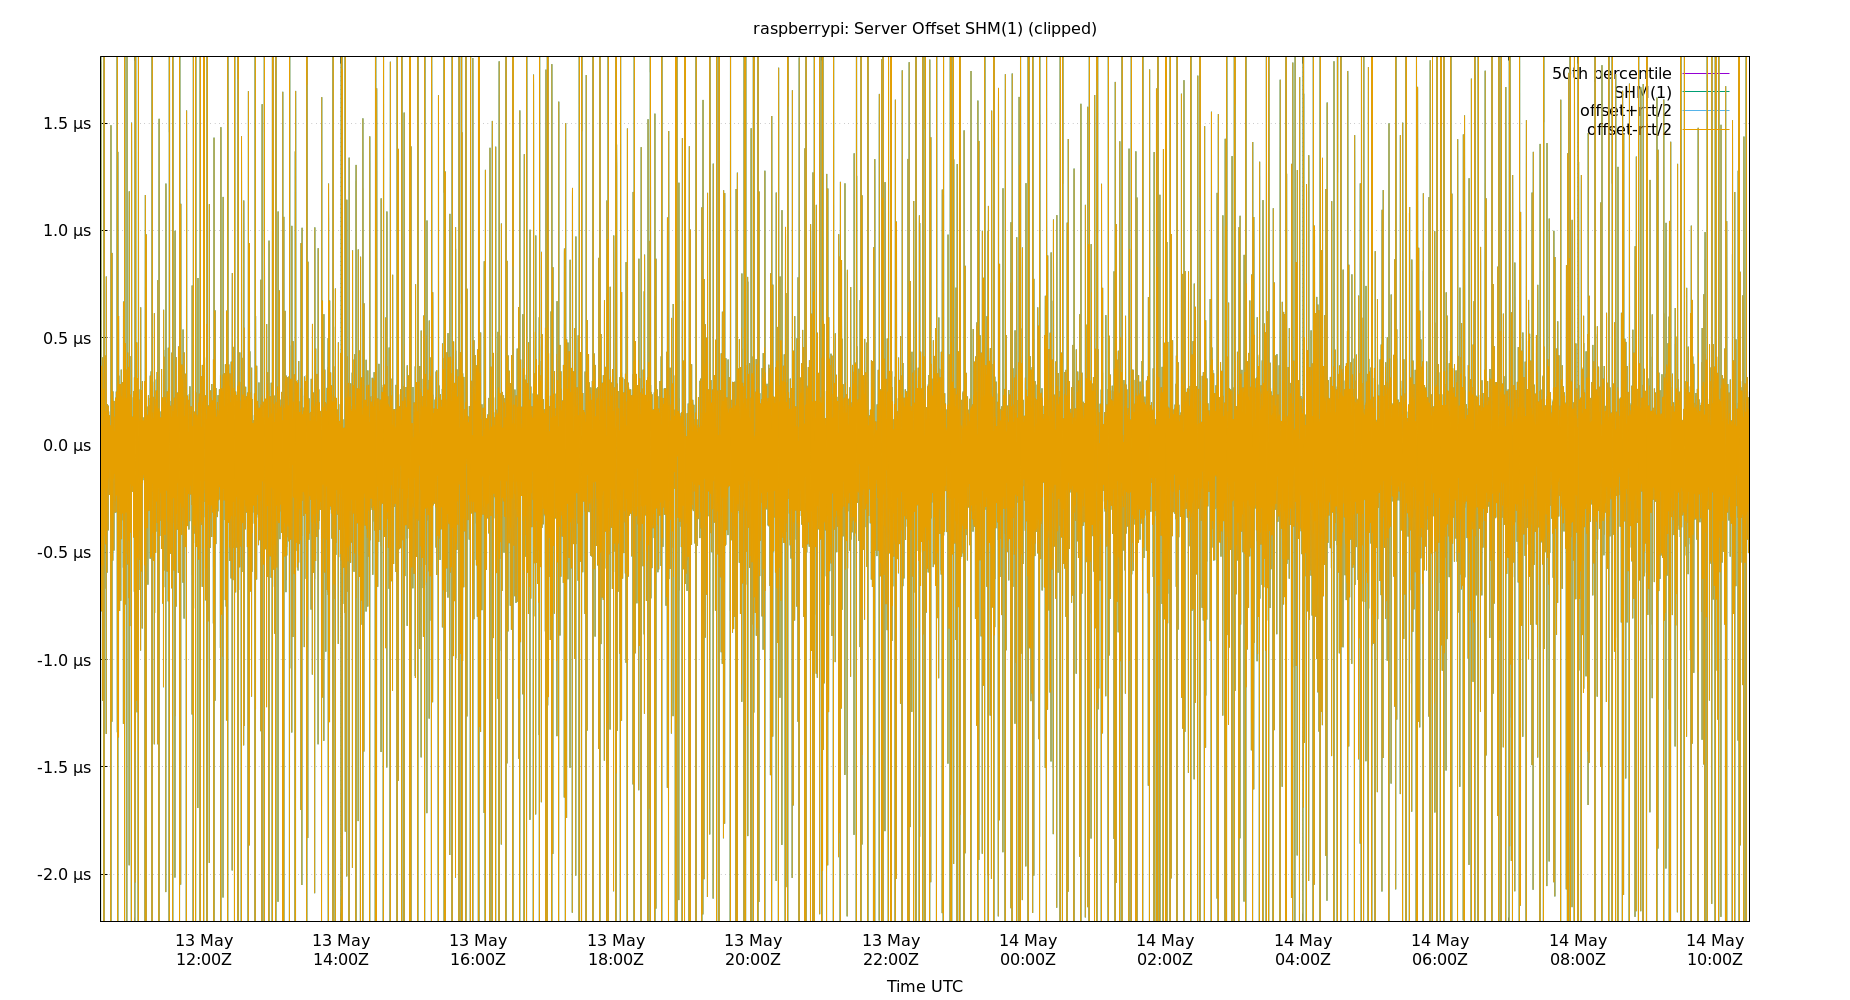 raspberrypi: Server Offset SHM(1) (clipped)
50th percentile
SHM(1)
offset+rtt/2
offset-rtt/2
1.5 µs
1.0 µs
0.5 µs
0.0 µs
-0.5 µs
-1.0 µs
-1.5 µs
-2.0 µs
13 May 13 May 13 May 13 May 13 May 13 May 14 May 14 May 14 May 14 May 14 May 14 May
12:00Z 14:00Z 16:00Z 18:00Z 20:00Z 22:00Z 00:00Z 02:00Z 04:00Z 06:00Z 08:00Z 10:00Z
Time UTC